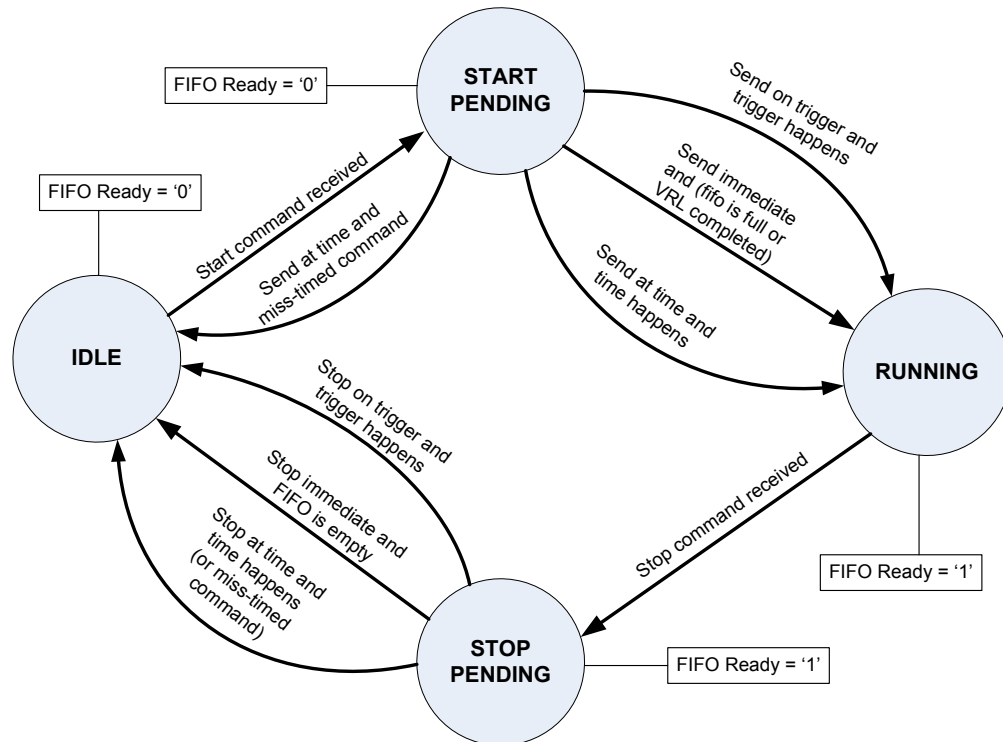 START
PENDING
FIFO Ready = ‘0’
Send on trigger and
trigger happens
Send immediate
and (fifo is full or
VRL completed)
Send at time and
time happens
Start command received
Send at time and
miss-timed command
FIFO Ready = ‘0’
IDLE
RUNNING
Stop on trigger and
trigger happens
Stop immediate and
FIFO is empty
Stop at time and
time happens
(or miss-timed
command)
Stop command received
FIFO Ready = ‘1’
STOP
PENDING
FIFO Ready = ‘1’